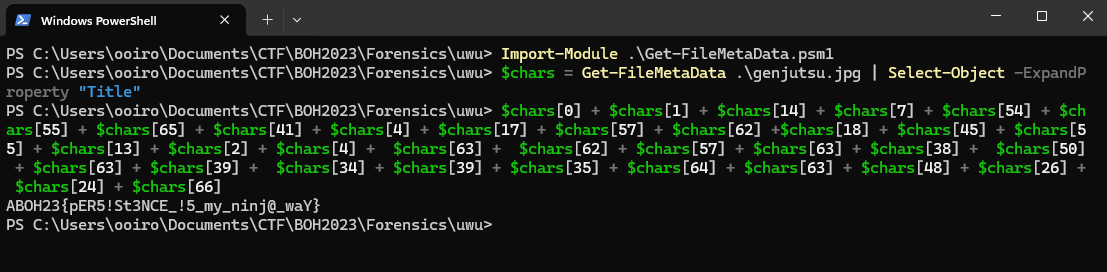 Windows PowerShell
PS C:\Users\ooiro\Documents\CTF\BOH2023\Forensics\uwu> Import-Module .\Get-FileMetaData.psm1
PS C:\Users\ooiro\Documents\CTF\BOH2023\Forensics\uwu> $chars = Get-FileMetaData .\genjutsu.jpg | Select-Object -ExpandP
roperty "Title"
PS C:\Users\ooiro\Documents\CTF\BOH2023\Forensics\uwu> $chars[0] + $chars[1] + $chars[14] + $chars[7] + $chars[54] + $ch
ars[55] + $chars[65] + $chars[41] + $chars[4] + $chars[17] + $chars[57] + $chars[62] +$chars[18] + $chars[45] + $chars[5
5] + $chars[13] + $chars[2] + $chars[4] +  $chars[63] +  $chars[62] + $chars[57] + $chars[63] + $chars[38] +  $chars[50]
 + $chars[63] + $chars[39] +  $chars[34] + $chars[39] + $chars[35] + $chars[64] + $chars[63] + $chars[48] + $chars[26] +
 $chars[24] + $chars[66]
ABOH23{pER5!St3NCE_!5_my_ninj@_waY}
PS C:\Users\ooiro\Documents\CTF\BOH2023\Forensics\uwu>